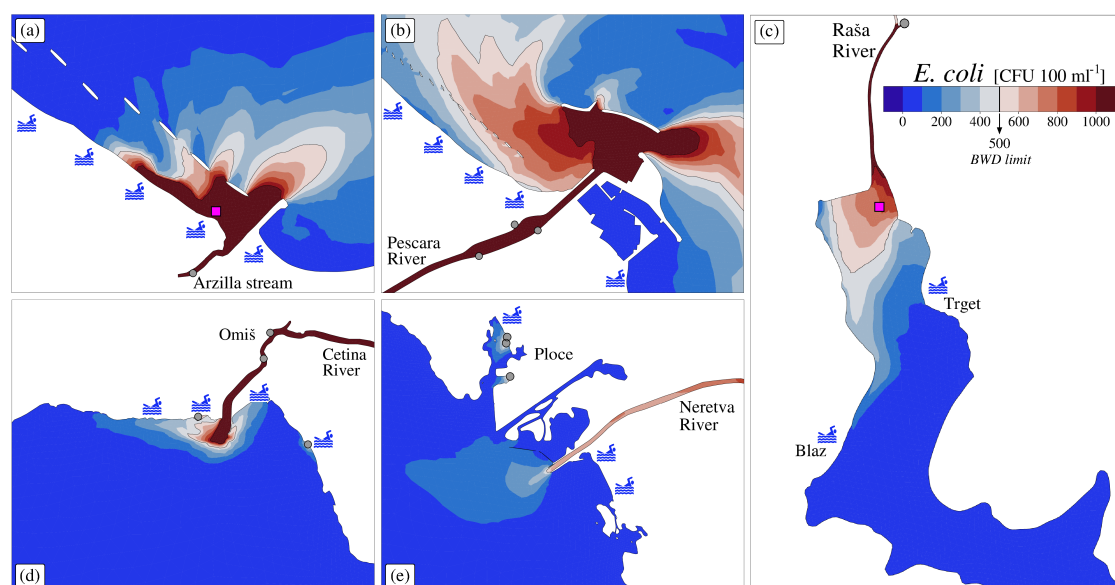 (a)
Arzilla stream
(b)
Pescara
River
(c)
Raša
River
E. coli [CFU 100 ml⁻¹]
0 200 400 600 800 1000
500
BWD limit
Trget
Blaz
(d)
Omiš
Cetina
River
(e)
Ploce
Neretva
River